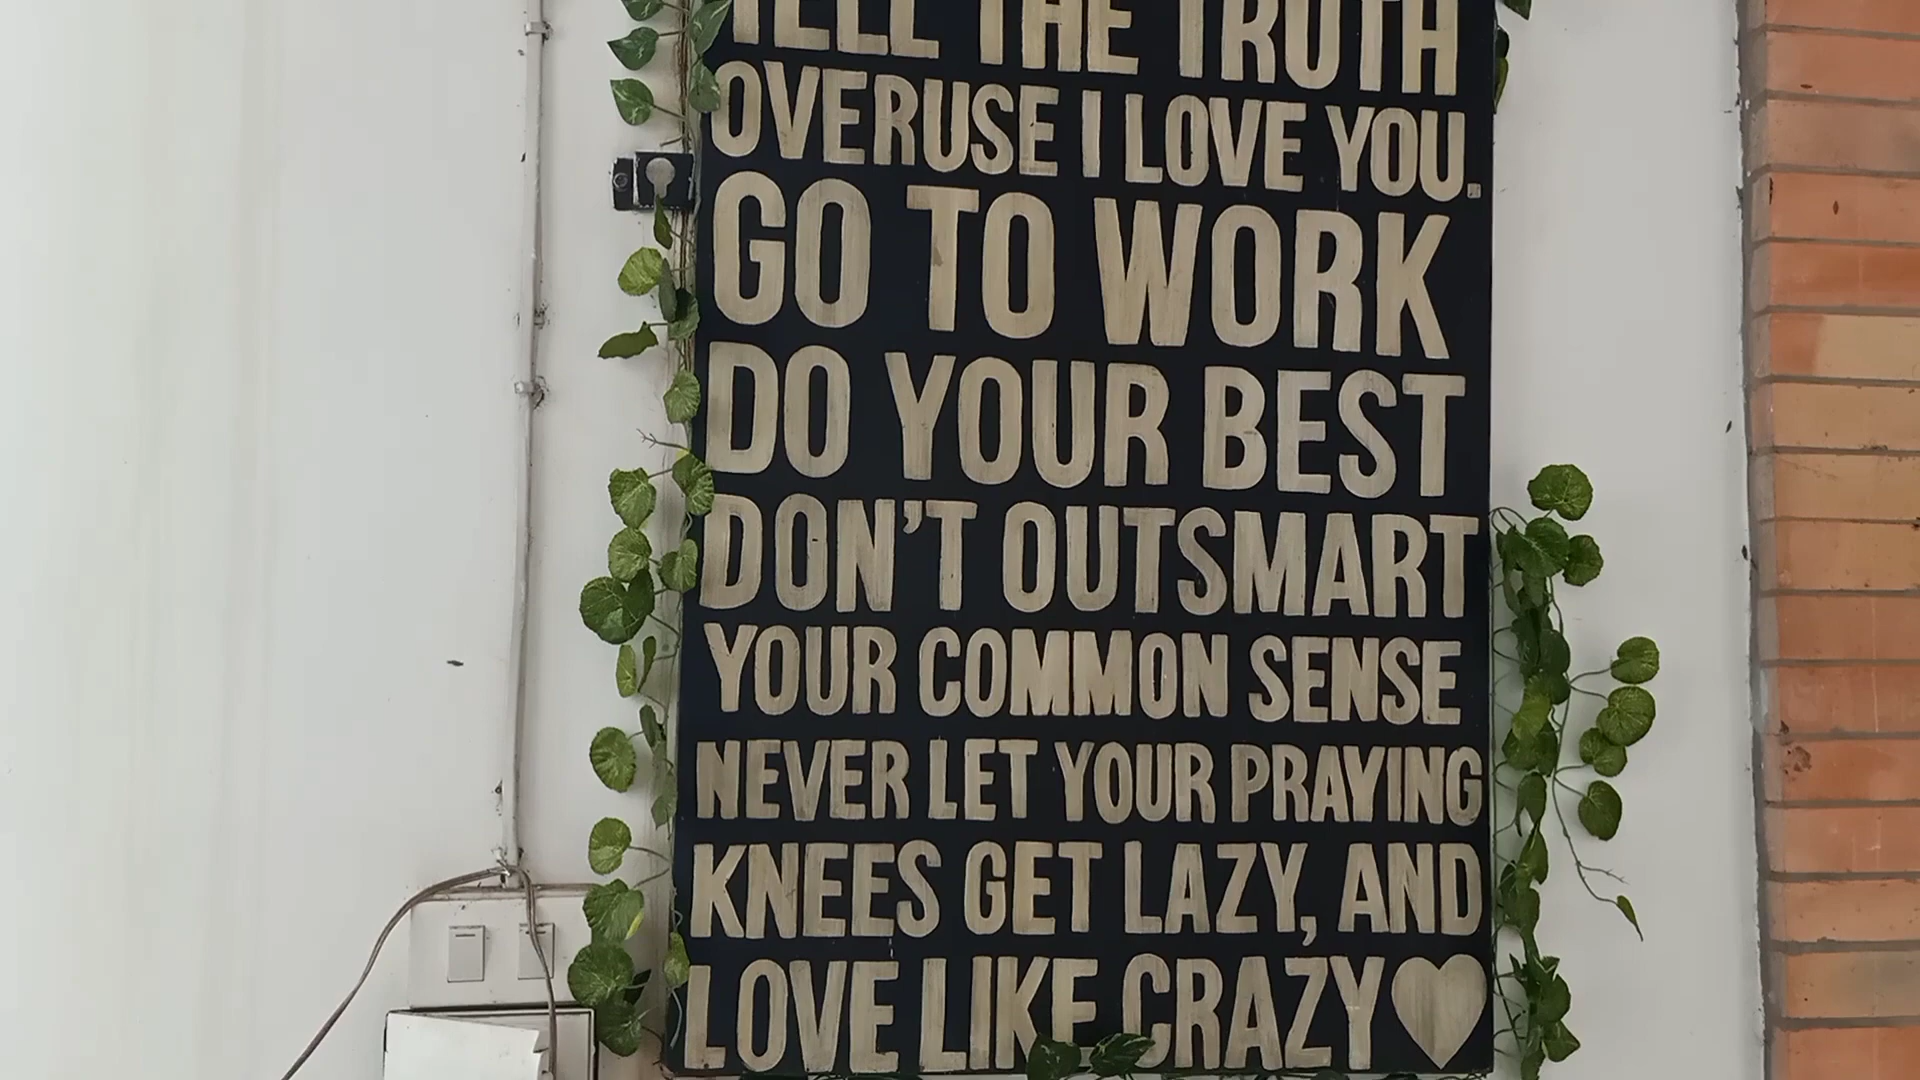 TELL THE TRUTH
OVERUSE I LOVE YOU.
GO TO WORK
DO YOUR BEST
DON'T OUTSMART
YOUR COMMON SENSE
NEVER LET YOUR PRAYING
KNEES GET LAZY, AND
LOVE LIKE CRAZY